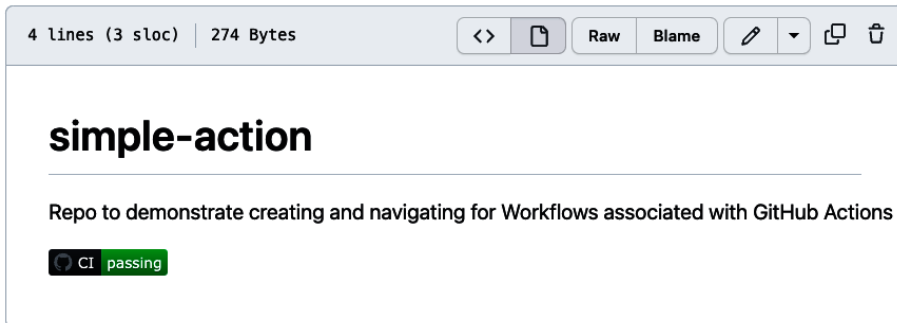 4 lines (3 sloc) 274 Bytes Raw Blame
simple-action
Repo to demonstrate creating and navigating for Workflows associated with GitHub Actions
CI passing